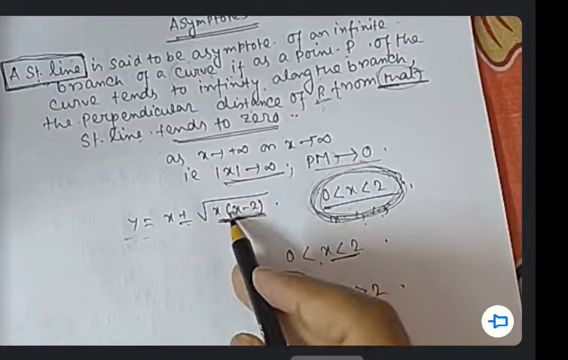 Asymptote
A St. line is said to be asymptote of an infinite
branch of a curve if as a point P of the
curve tends to infinity along the branch,
the perpendicular distance of P from that
St. line tends to zero.
as x → +∞ or x → -∞
ie |x| → ∞, PM → 0.
y = x ± √x(x-2) . 0 < x < 2 .
0 < x < 2 .
> 2 .